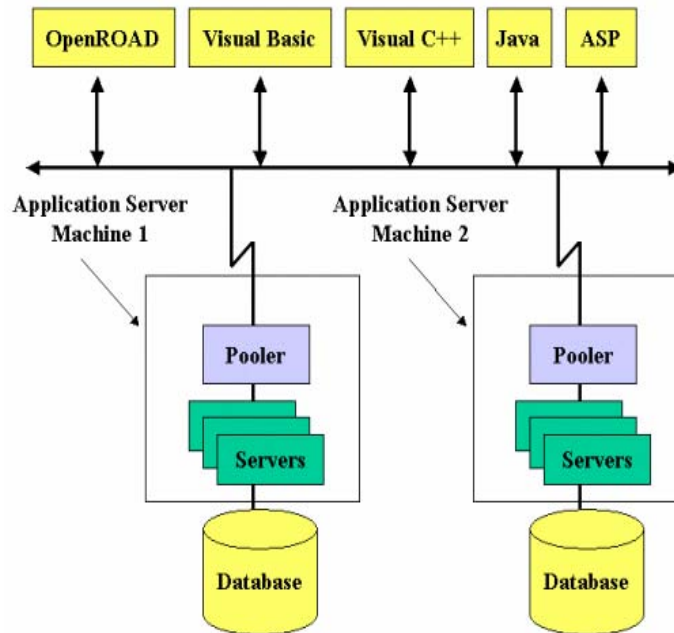 OpenROAD
Visual Basic
Visual C++
Java
ASP
Application Server
Machine 1
Application Server
Machine 2
Pooler
Pooler
Servers
Servers
Database
Database